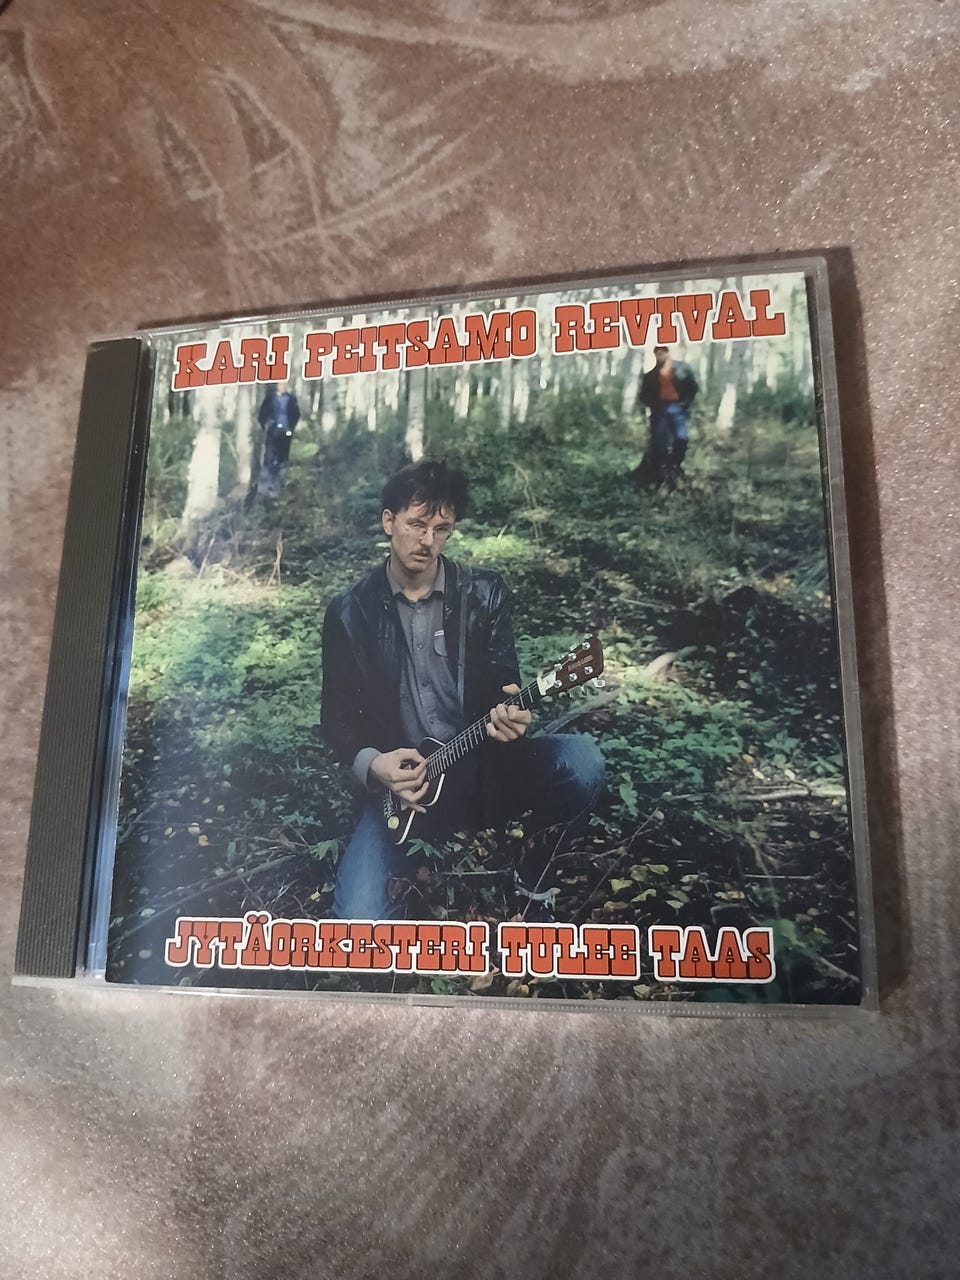 KARI PEITSAMO REVIVAL
JYTÄORKESTERI TULEE TAAS